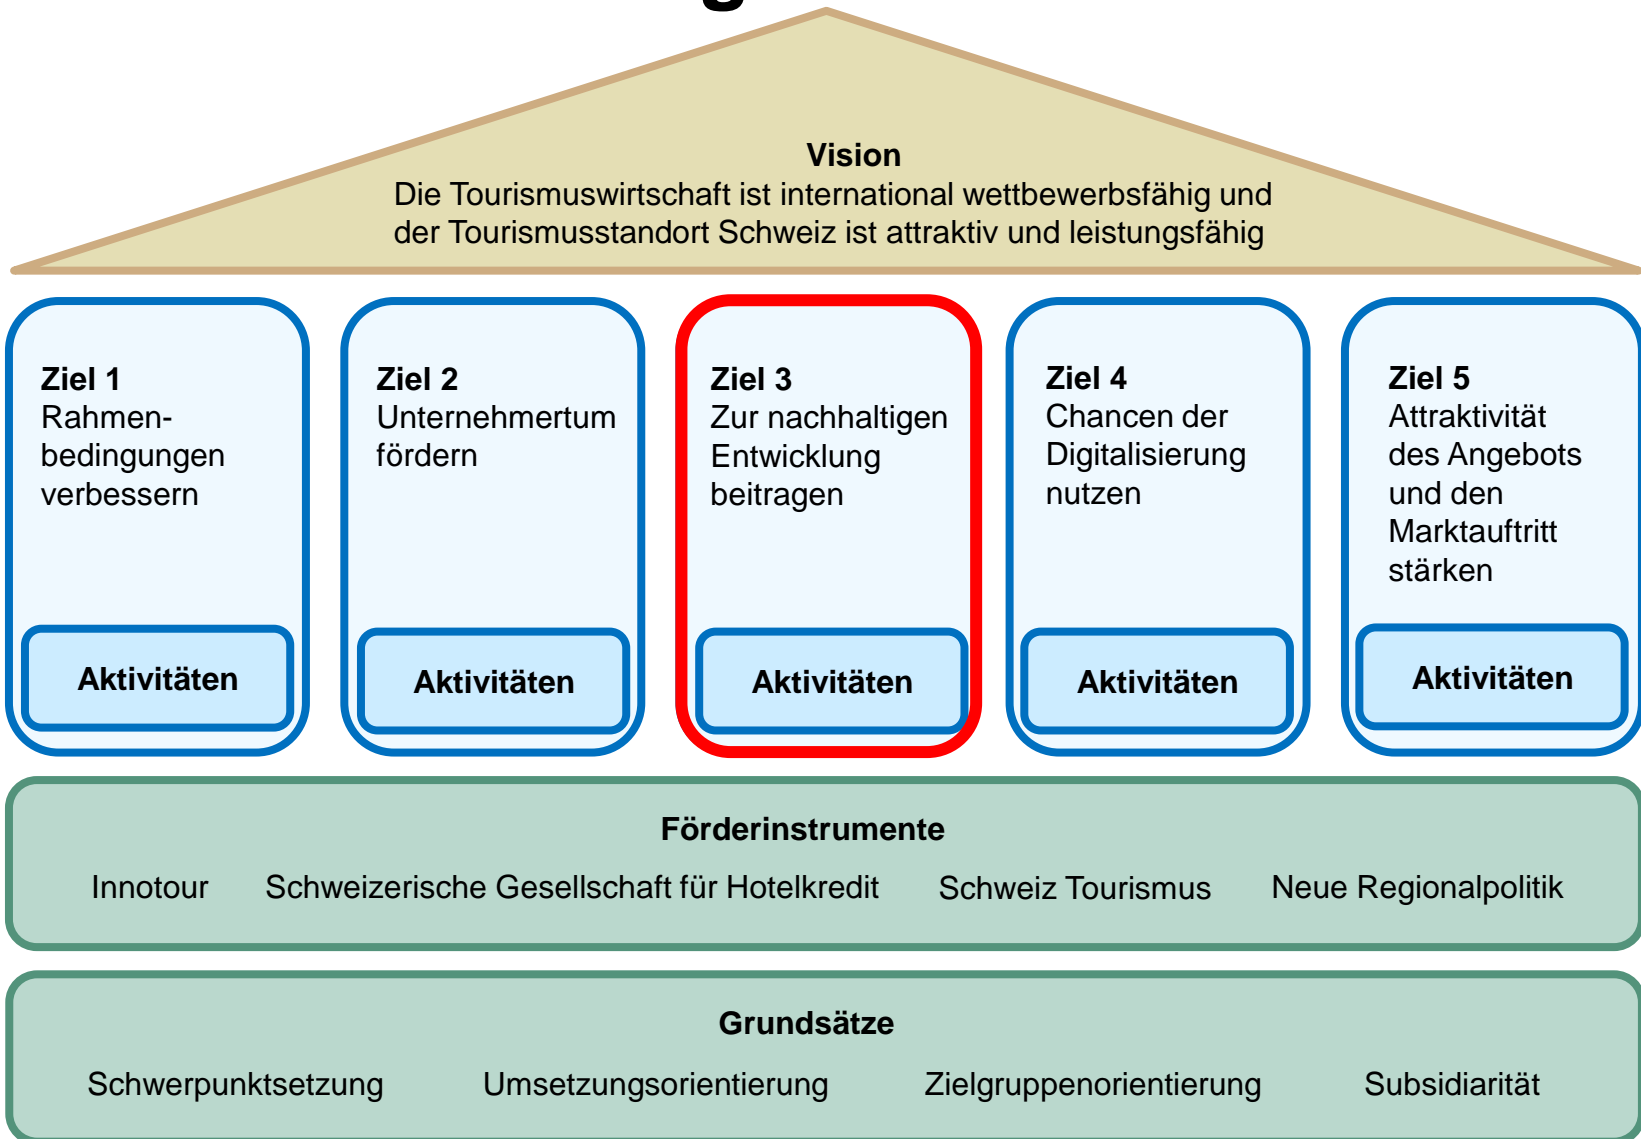 Vision
Die Tourismuswirtschaft ist international wettbewerbsfähig und
der Tourismusstandort Schweiz ist attraktiv und leistungsfähig
Ziel 1
Rahmen-
bedingungen
verbessern
Aktivitäten
Ziel 2
Unternehmertum
fördern
Aktivitäten
Ziel 3
Zur nachhaltigen
Entwicklung
beitragen
Aktivitäten
Ziel 4
Chancen der
Digitalisierung
nutzen
Aktivitäten
Ziel 5
Attraktivität
des Angebots
und den
Marktauftritt
stärken
Aktivitäten
Förderinstrumente
Innotour Schweizerische Gesellschaft für Hotelkredit Schweiz Tourismus Neue Regionalpolitik
Grundsätze
Schwerpunktsetzung Umsetzungsorientierung Zielgruppenorientierung Subsidiarität